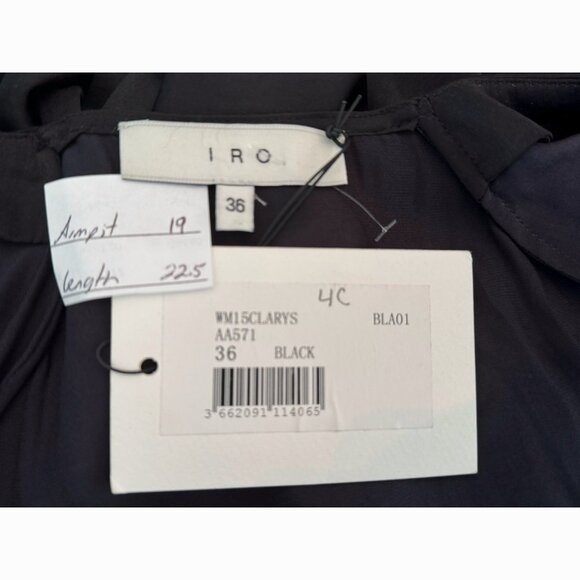 IRO
36
Armpit 19
length 22.5
4C
WM15CLARYS BLA01
AA571
36 BLACK
3 662091 114065